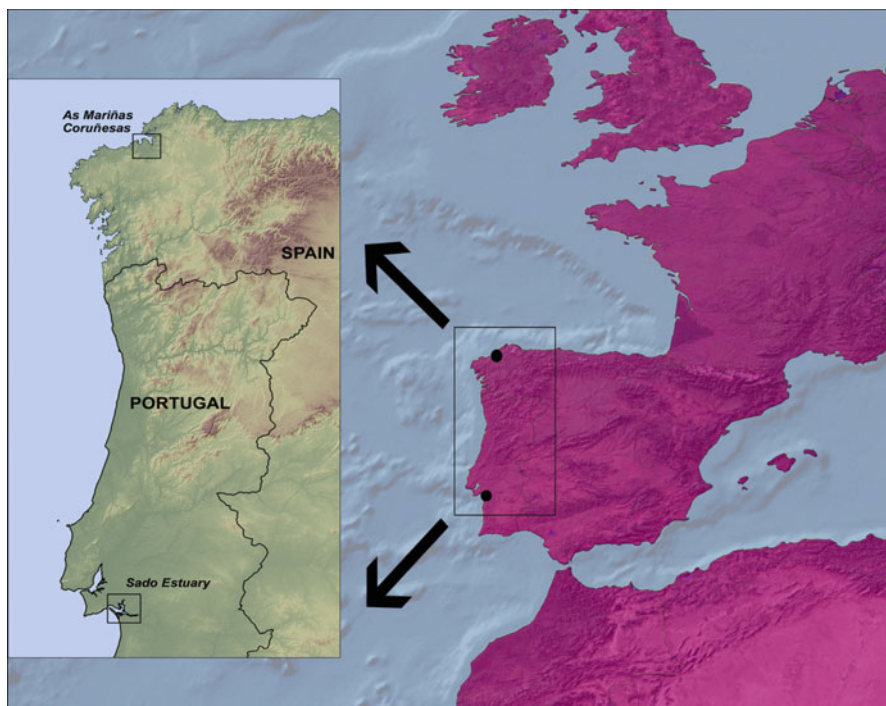 As Mariñas
Coruñesas
SPAIN
PORTUGAL
Sado Estuary